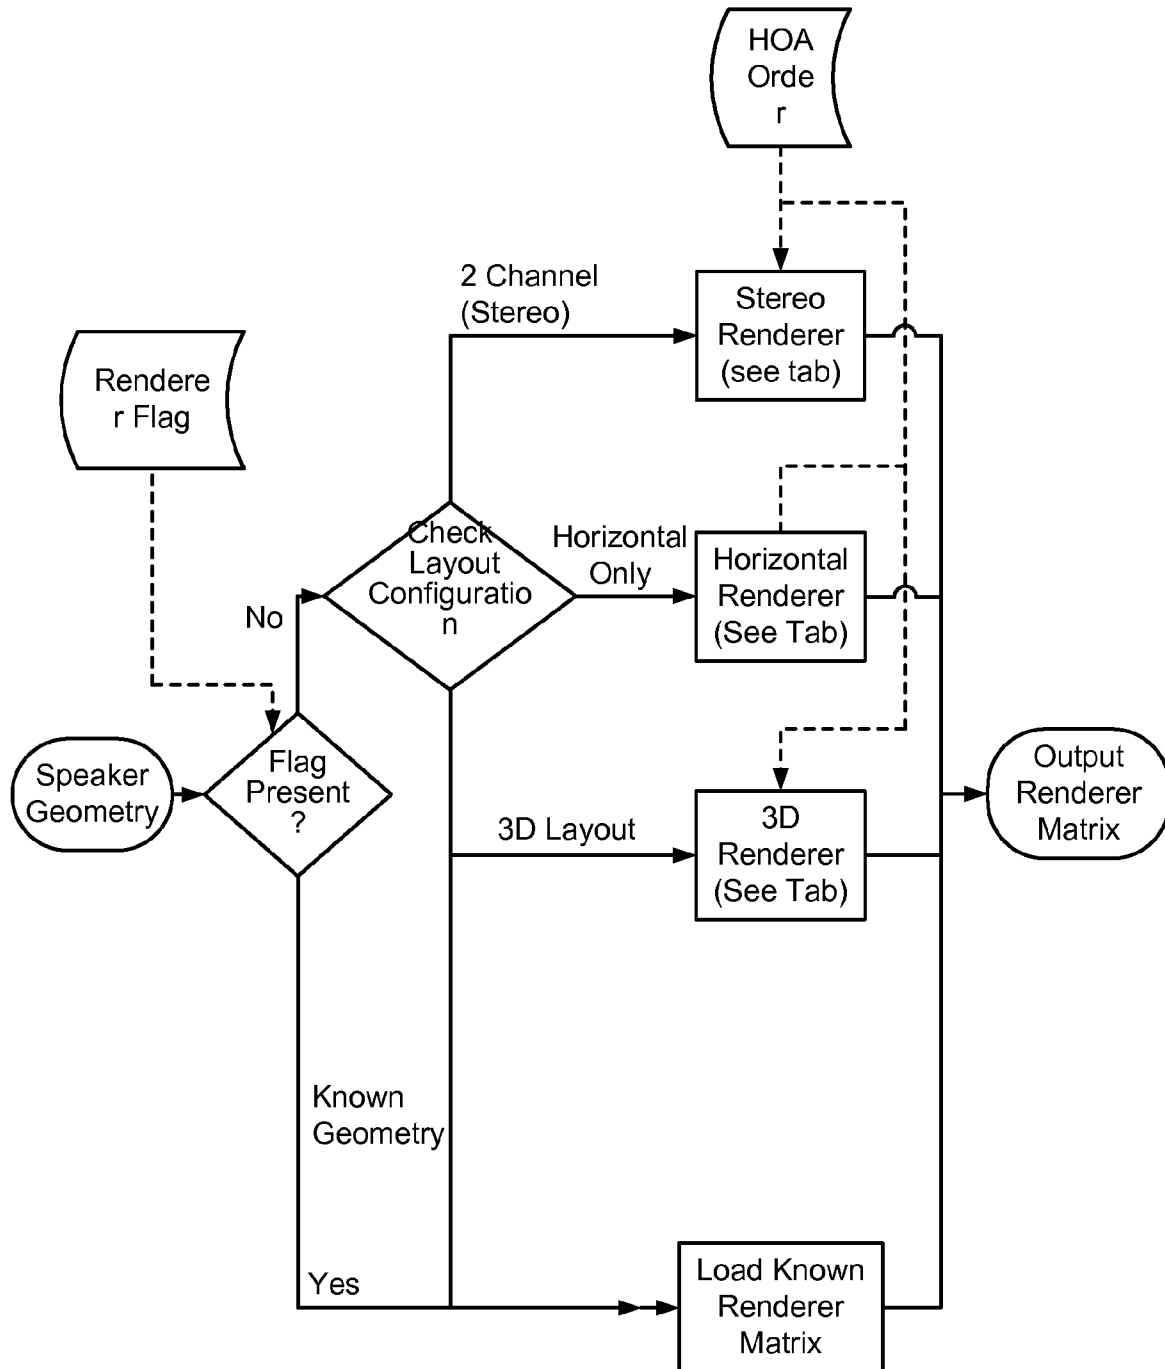 HOA
Orde
r
2 Channel
(Stereo)
Stereo
Renderer
(see tab)
Rendere
r Flag
Check
Layout
Configuratio
n
Horizontal
Only
Horizontal
Renderer
(See Tab)
No
Speaker
Geometry
Flag
Present
?
3D Layout
3D
Renderer
(See Tab)
Output
Renderer
Matrix
Known
Geometry
Yes
Load Known
Renderer
Matrix